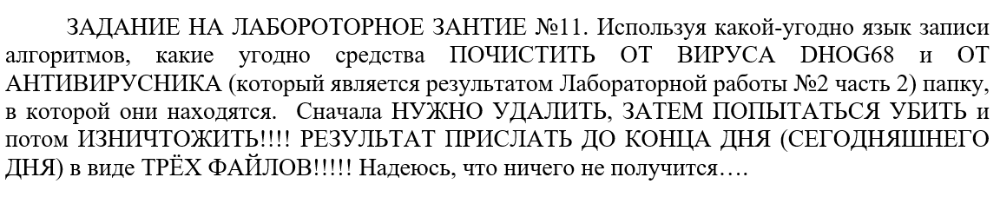 ЗАДАНИЕ НА ЛАБОРОТОРНОЕ ЗАНТИЕ №11. Используя какой-угодно язык записи
алгоритмов, какие угодно средства ПОЧИСТИТЬ ОТ ВИРУСА DHOG68 и ОТ
АНТИВИРУСНИКА (который является результатом Лабораторной работы №2 часть 2) папку,
в которой они находятся. Сначала НУЖНО УДАЛИТЬ, ЗАТЕМ ПОПЫТАТЬСЯ УБИТЬ и
потом ИЗНИЧТОЖИТЬ!!!! РЕЗУЛЬТАТ ПРИСЛАТЬ ДО КОНЦА ДНЯ (СЕГОДНЯШНЕГО
ДНЯ) в виде ТРЁХ ФАЙЛОВ!!!!! Надеюсь, что ничего не получится….